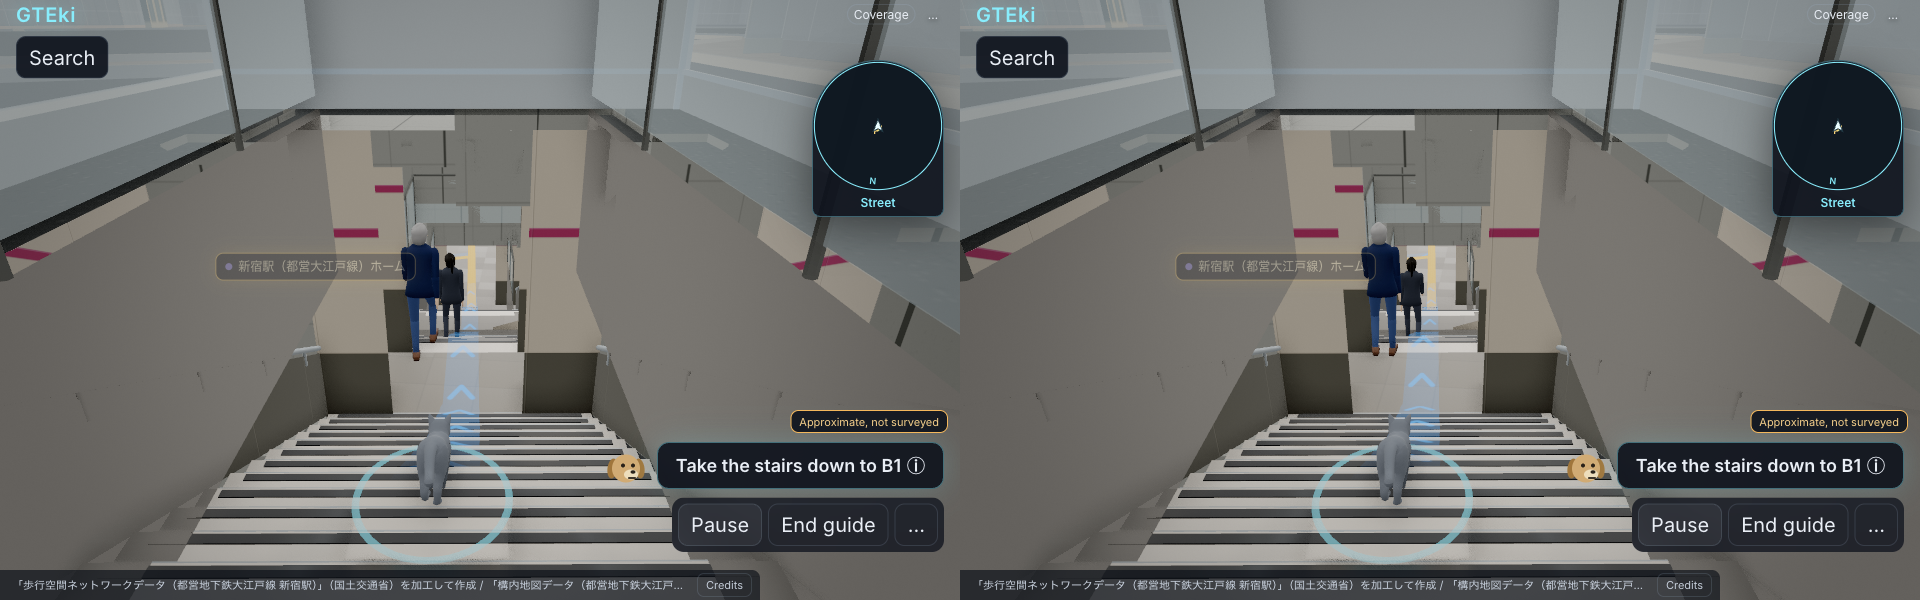 GTEki
Coverage
...
Search
N
Street
新宿駅（都営大江戸線）ホーム
Approximate, not surveyed
Take the stairs down to B1 ⓘ
Pause
End guide
...
「歩行空間ネットワークデータ（都営地下鉄大江戸線 新宿駅）」（国土交通省）を加工して作成 / 「構内地図データ（都営地下鉄大江戸...
Credits
GTEki
Coverage
...
Search
N
Street
新宿駅（都営大江戸線）ホーム
Approximate, not surveyed
Take the stairs down to B1 ⓘ
Pause
End guide
...
「歩行空間ネットワークデータ（都営地下鉄大江戸線 新宿駅）」（国土交通省）を加工して作成 / 「構内地図データ（都営地下鉄大江戸...
Credits